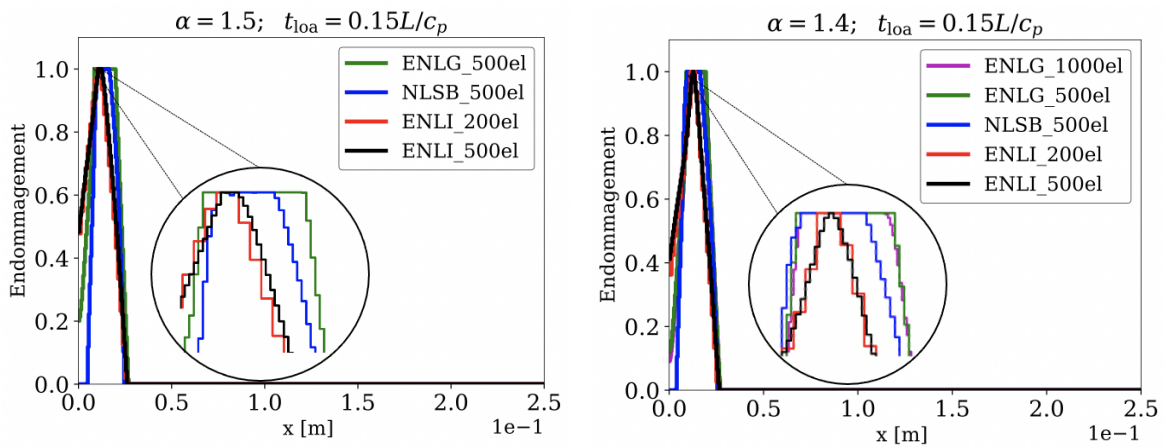 α = 1.5; t_loa = 0.15L/c_p
Endommagement
1.0
0.8
0.6
0.4
0.2
0.0
ENLG_500el
NLSB_500el
ENLI_200el
ENLI_500el
0.0 0.5 1.0 1.5 2.0 2.5
x [m]
1e−1
α = 1.4; t_loa = 0.15L/c_p
Endommagement
1.0
0.8
0.6
0.4
0.2
0.0
ENLG_1000el
ENLG_500el
NLSB_500el
ENLI_200el
ENLI_500el
0.0 0.5 1.0 1.5 2.0 2.5
x [m]
1e−1